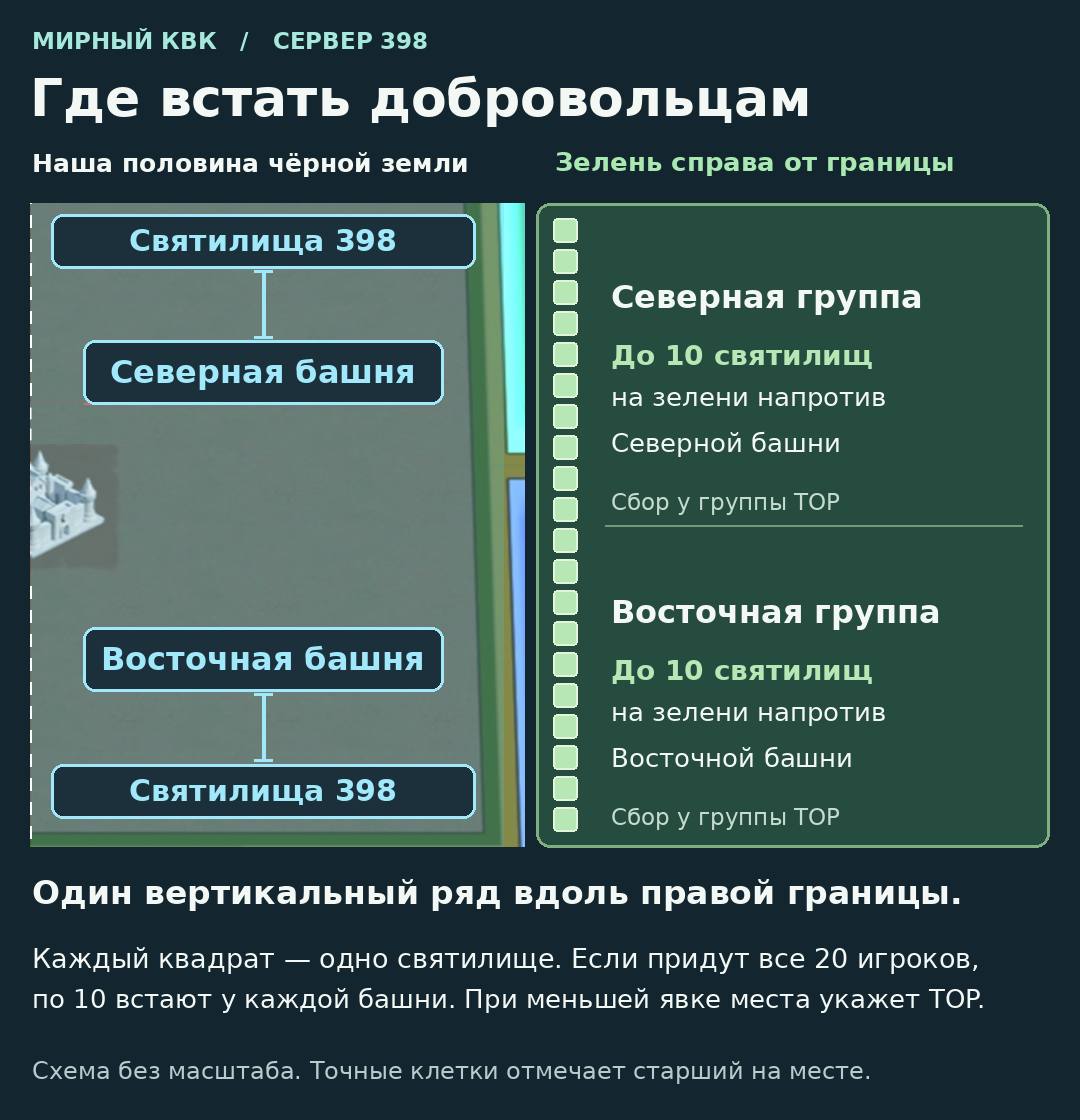 МИРНЫЙ КВК / СЕРВЕР 398
Где встать добровольцам
Наша половина чёрной земли
Зелень справа от границы
Святилища 398
Северная башня
Восточная башня
Святилища 398
Северная группа
До 10 святилищ
на зелени напротив
Северной башни
Сбор у группы TOP
Восточная группа
До 10 святилищ
на зелени напротив
Восточной башни
Сбор у группы TOP
Один вертикальный ряд вдоль правой границы.
Каждый квадрат — одно святилище. Если придут все 20 игроков,
по 10 встают у каждой башни. При меньшей явке места укажет TOP.
Схема без масштаба. Точные клетки отмечает старший на месте.